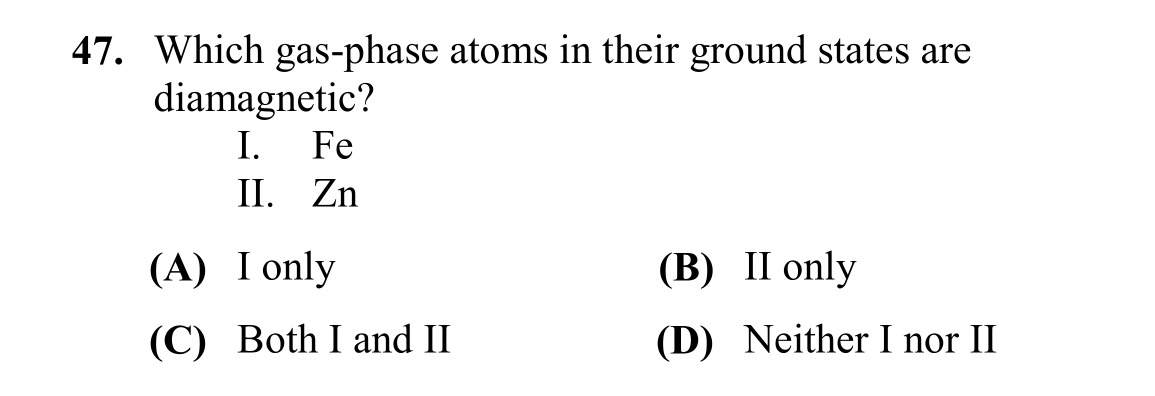 47. Which gas-phase atoms in their ground states are
diamagnetic?
I. Fe
II. Zn
(A) I only (B) II only
(C) Both I and II (D) Neither I nor II